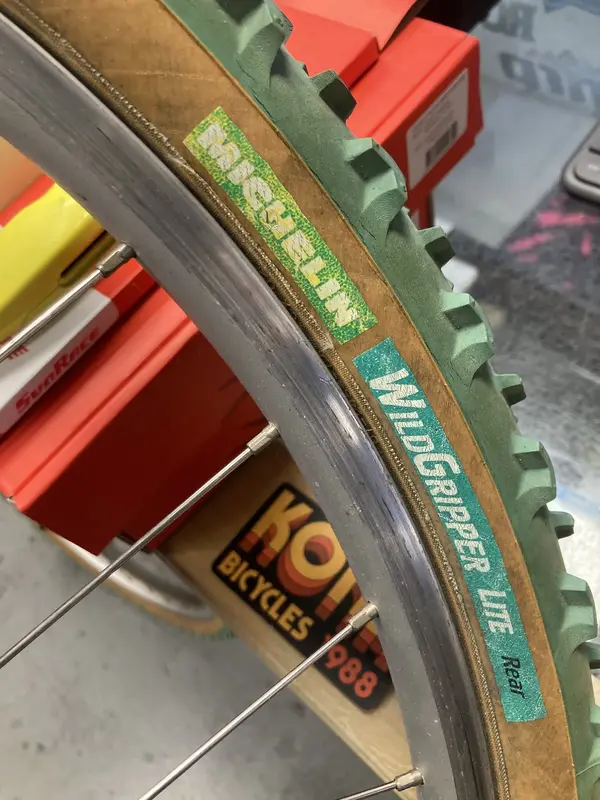 MICHELIN
WILDGRIPPER LITE Rear
SUNRACE
KONA
BICYCLES
1988